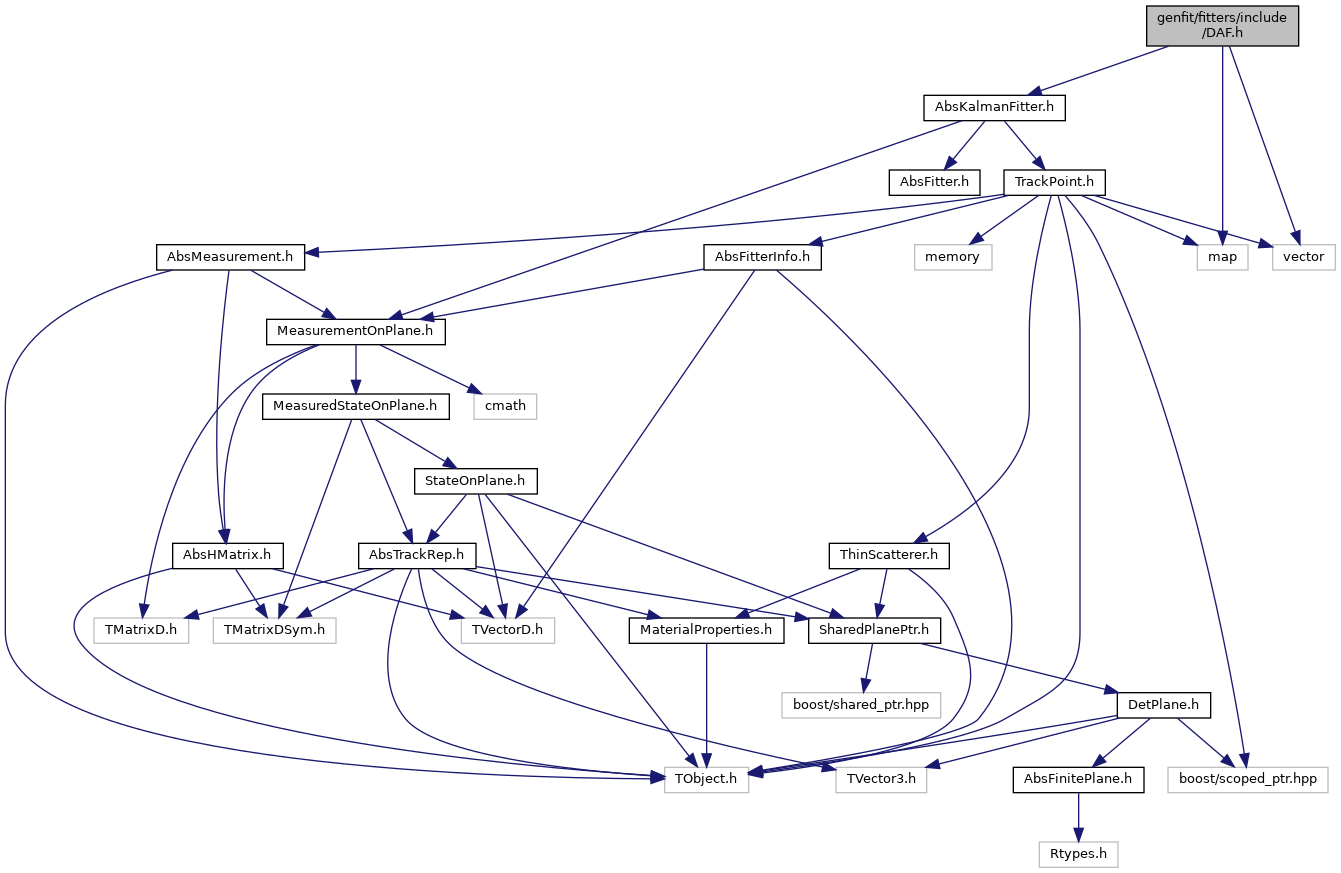 genfit/fitters/include
/DAF.h
AbsKalmanFitter.h
AbsFitter.h
TrackPoint.h
AbsMeasurement.h
AbsFitterInfo.h
memory
map
vector
MeasurementOnPlane.h
MeasuredStateOnPlane.h
cmath
StateOnPlane.h
AbsHMatrix.h
AbsTrackRep.h
ThinScatterer.h
TMatrixD.h
TMatrixDSym.h
TVectorD.h
MaterialProperties.h
SharedPlanePtr.h
boost/shared_ptr.hpp
DetPlane.h
TObject.h
TVector3.h
AbsFinitePlane.h
boost/scoped_ptr.hpp
Rtypes.h